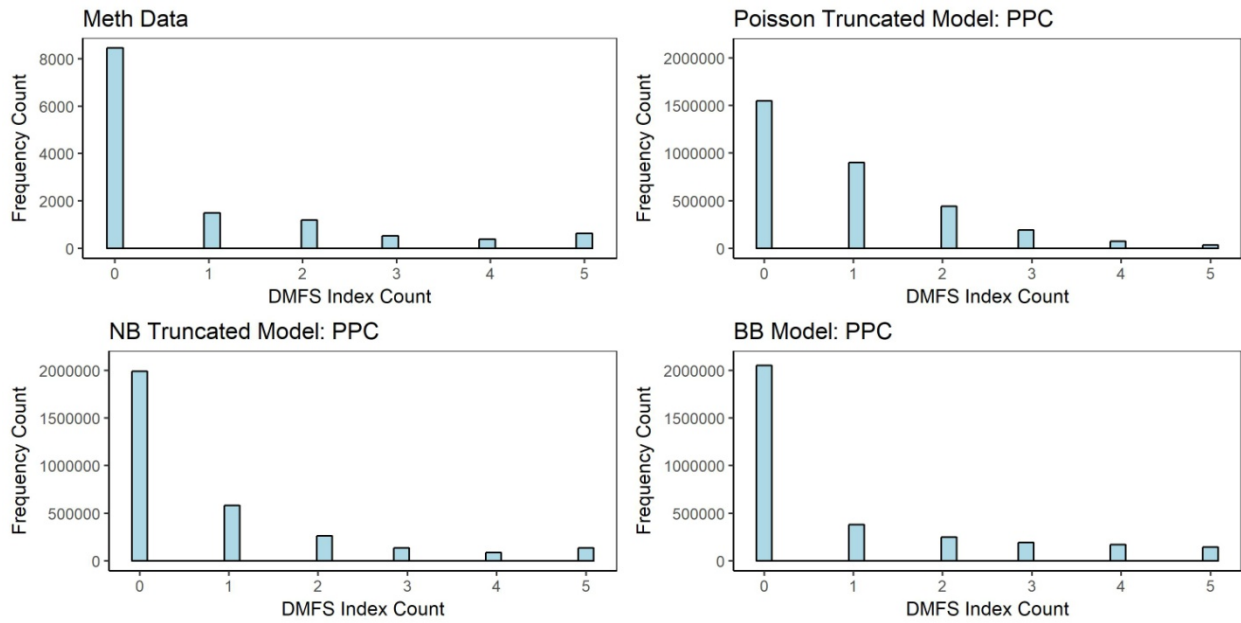 Meth Data
8000
6000
4000
2000
0
Frequency Count
0 1 2 3 4 5
DMFS Index Count
Poisson Truncated Model: PPC
2000000
1500000
1000000
500000
0
Frequency Count
0 1 2 3 4 5
DMFS Index Count
NB Truncated Model: PPC
2000000
1500000
1000000
500000
0
Frequency Count
0 1 2 3 4 5
DMFS Index Count
BB Model: PPC
2000000
1500000
1000000
500000
0
Frequency Count
0 1 2 3 4 5
DMFS Index Count